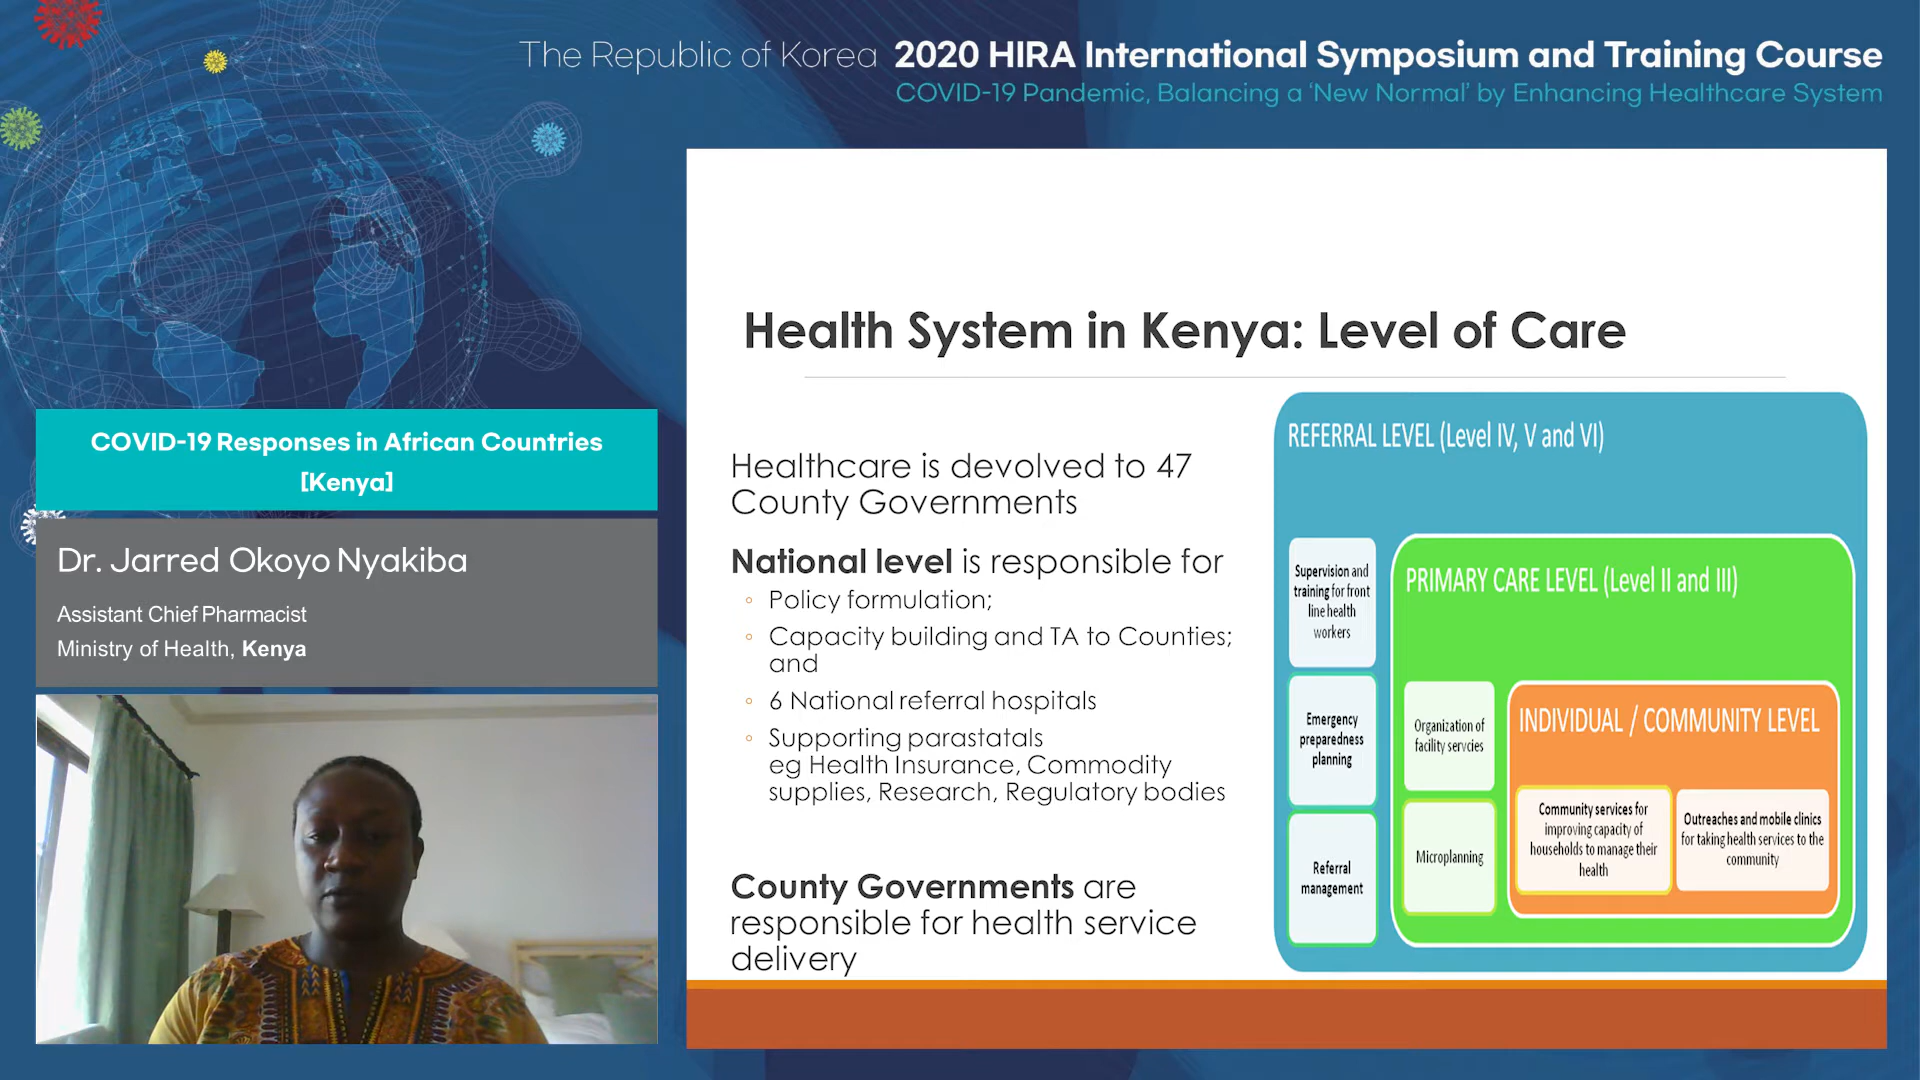 The Republic of Korea 2020 HIRA International Symposium and Training Course
COVID-19 Pandemic, Balancing a ‘New Normal’ by Enhancing Healthcare System
COVID-19 Responses in African Countries
[Kenya]
Dr. Jarred Okoyo Nyakiba
Assistant Chief Pharmacist
Ministry of Health, Kenya
Health System in Kenya: Level of Care
Healthcare is devolved to 47
County Governments
National level is responsible for
◦ Policy formulation;
◦ Capacity building and TA to Counties;
and
◦ 6 National referral hospitals
◦ Supporting parastatals
eg Health Insurance, Commodity
supplies, Research, Regulatory bodies
County Governments are
responsible for health service
delivery
REFERRAL LEVEL (Level IV, V and VI)
Supervision and
training for front
line health
workers
Emergency
preparedness
planning
Referral
management
PRIMARY CARE LEVEL (Level II and III)
Organization of
facility servcies
Microplanning
INDIVIDUAL / COMMUNITY LEVEL
Community services for
improving capacity of
households to manage their
health
Outreaches and mobile clinics
for taking health services to the
community